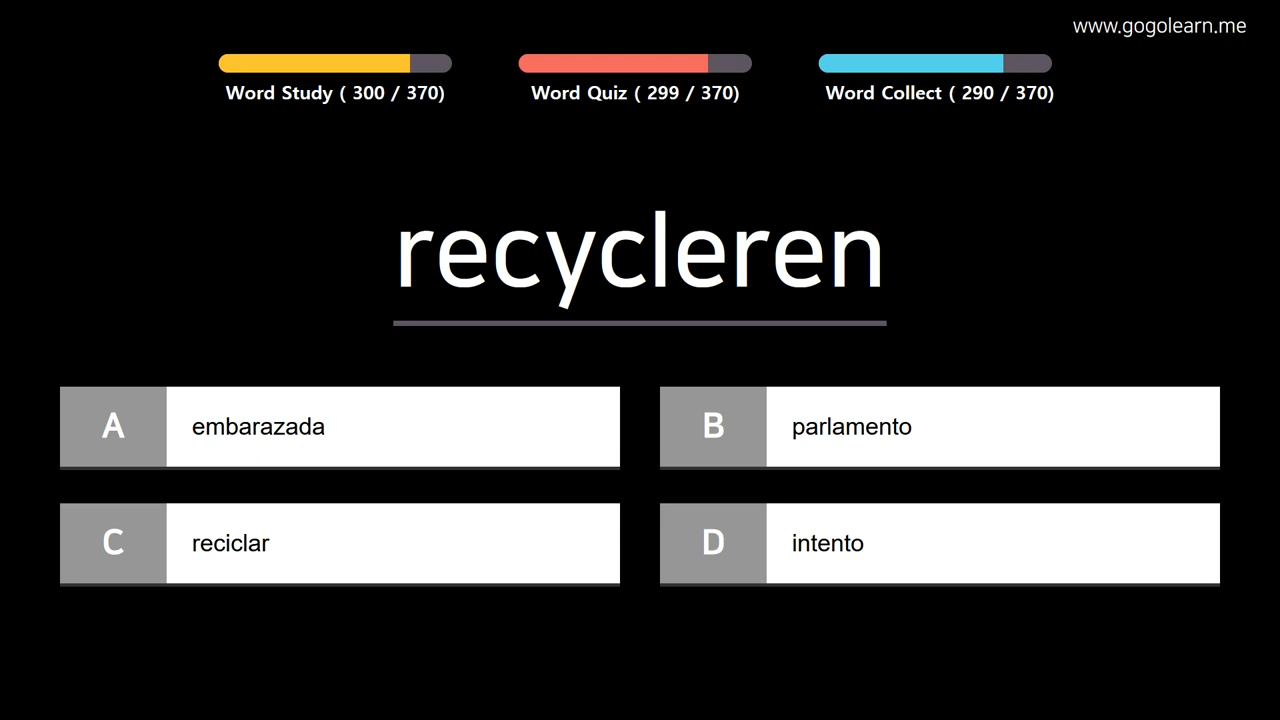 www.gogolearn.me
Word Study ( 300 / 370)
Word Quiz ( 299 / 370)
Word Collect ( 290 / 370)
recycleren
A embarazada
B parlamento
C reciclar
D intento